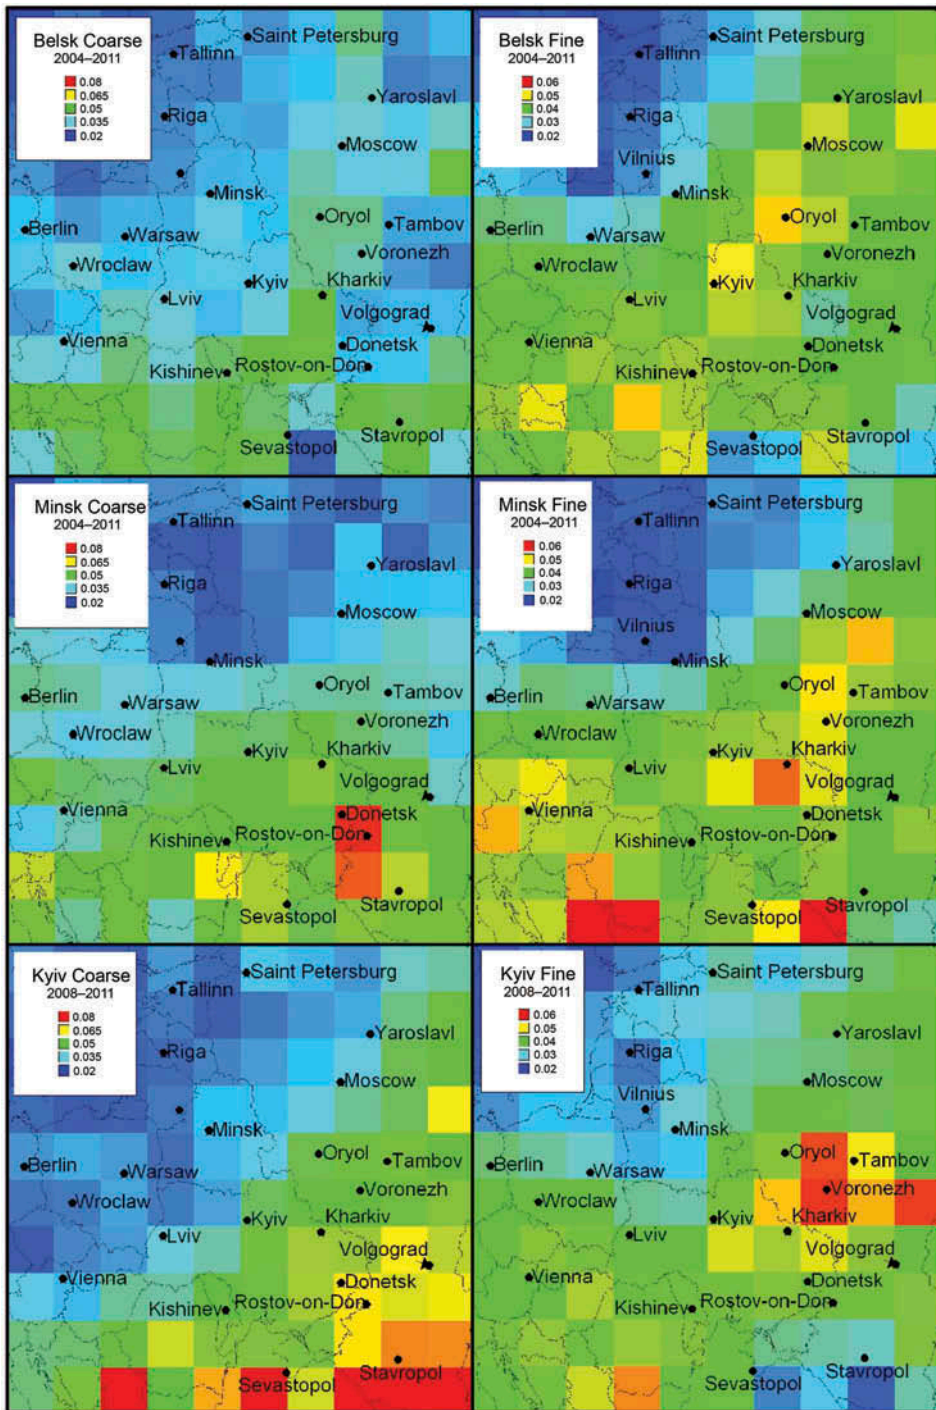 Belsk Coarse
2004–2011
0.08
0.065
0.05
0.035
0.02
Saint Petersburg
Tallinn
Yaroslavl
Riga
Moscow
Minsk
Oryol
Berlin
Warsaw
Tambov
Voronezh
Wroclaw
Kyiv
Kharkiv
Lviv
Volgograd
Vienna
Donetsk
Kishinev
Rostov-on-Don
Sevastopol
Stavropol
Belsk Fine
2004–2011
0.06
0.05
0.04
0.03
0.02
Saint Petersburg
Tallinn
Yaroslavl
Riga
Moscow
Vilnius
Minsk
Oryol
Berlin
Warsaw
Tambov
Voronezh
Wroclaw
Kyiv
Kharkiv
Lviv
Volgograd
Vienna
Donetsk
Kishinev
Rostov-on-Don
Sevastopol
Stavropol
Minsk Coarse
2004–2011
0.08
0.065
0.05
0.035
0.02
Saint Petersburg
Tallinn
Yaroslavl
Riga
Moscow
Minsk
Oryol
Berlin
Warsaw
Tambov
Voronezh
Wroclaw
Kyiv
Kharkiv
Lviv
Volgograd
Vienna
Donetsk
Kishinev
Rostov-on-Don
Sevastopol
Stavropol
Minsk Fine
2004–2011
0.06
0.05
0.04
0.03
0.02
Saint Petersburg
Tallinn
Yaroslavl
Riga
Moscow
Vilnius
Minsk
Oryol
Berlin
Warsaw
Tambov
Voronezh
Wroclaw
Kyiv
Kharkiv
Lviv
Volgograd
Vienna
Donetsk
Kishinev
Rostov-on-Don
Sevastopol
Stavropol
Kyiv Coarse
2008–2011
0.08
0.065
0.05
0.035
0.02
Saint Petersburg
Tallinn
Yaroslavl
Riga
Moscow
Minsk
Oryol
Berlin
Warsaw
Tambov
Voronezh
Wroclaw
Kyiv
Kharkiv
Lviv
Volgograd
Vienna
Donetsk
Kishinev
Rostov-on-Don
Sevastopol
Stavropol
Kyiv Fine
2008–2011
0.06
0.05
0.04
0.03
0.02
Saint Petersburg
Tallinn
Yaroslavl
Riga
Moscow
Vilnius
Minsk
Oryol
Berlin
Warsaw
Tambov
Voronezh
Wroclaw
Kyiv
Kharkiv
Lviv
Volgograd
Vienna
Donetsk
Kishinev
Rostov-on-Don
Sevastopol
Stavropol